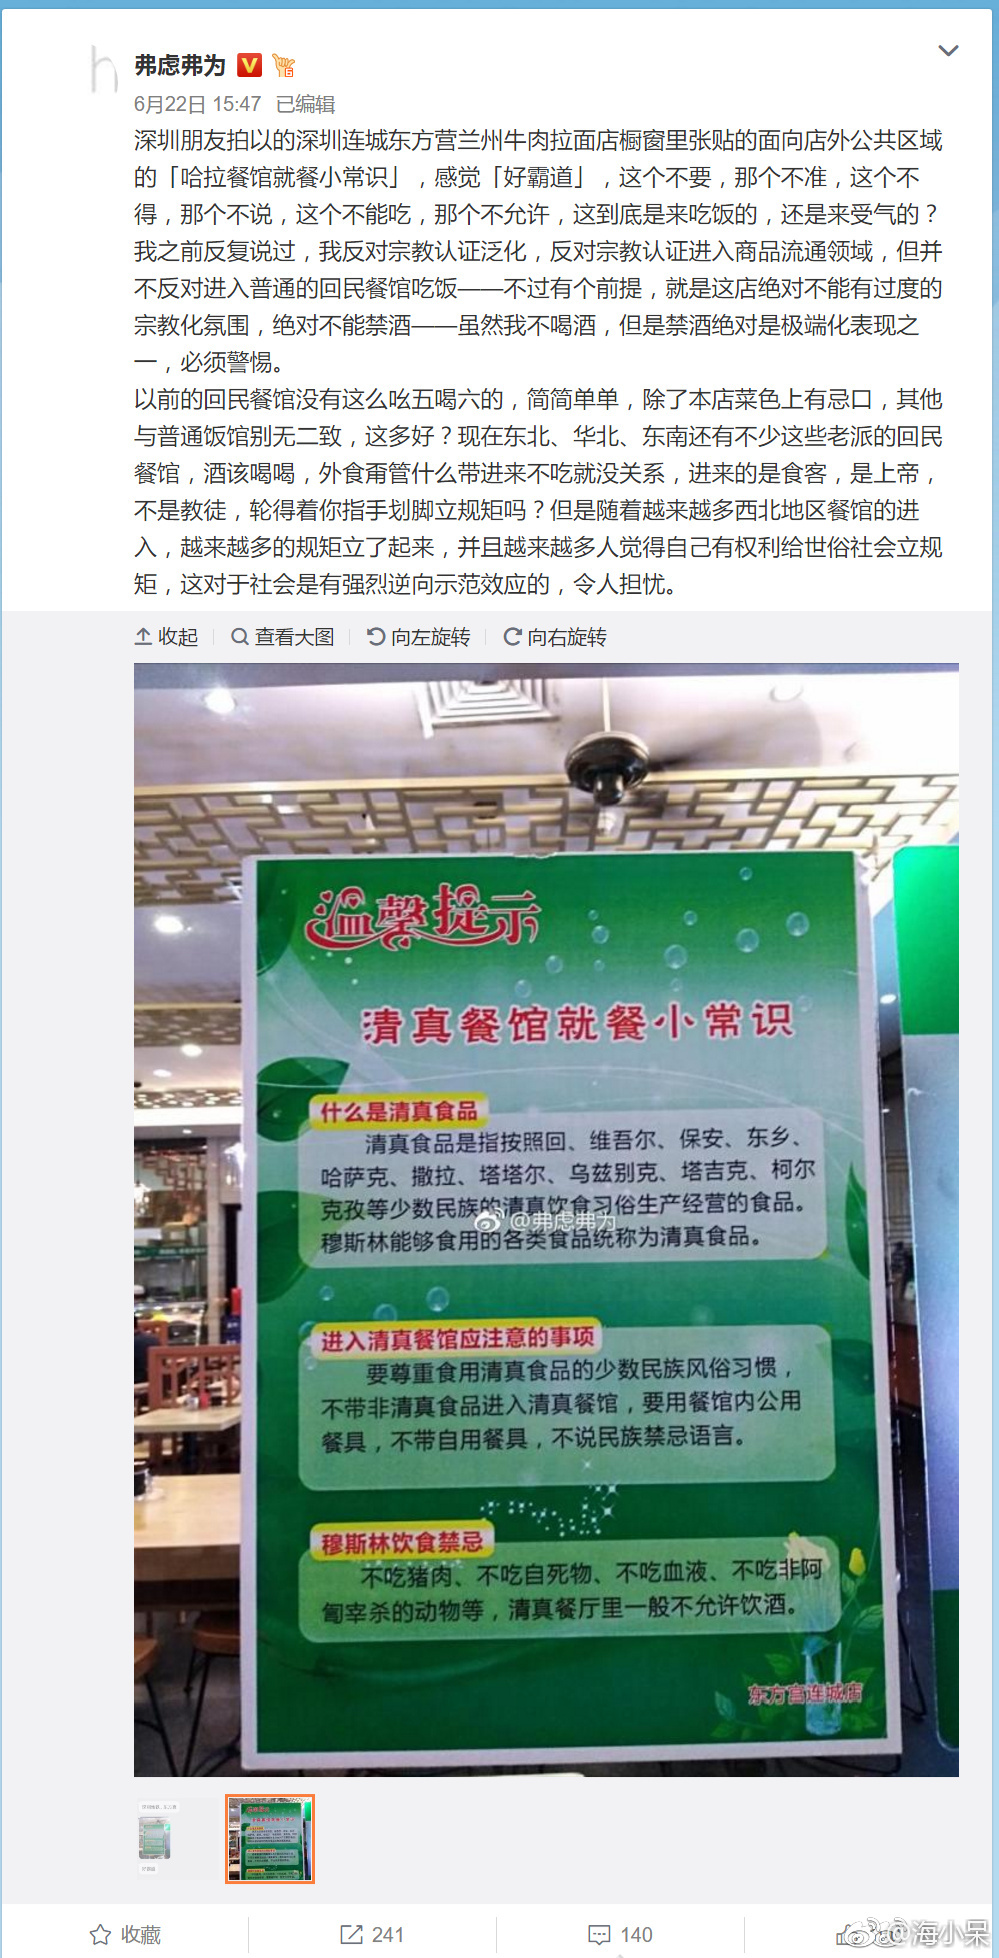 弗虑弗为 V 6
6月22日 15:47 已编辑
深圳朋友拍以的深圳连城东方营兰州牛肉拉面店橱窗里张贴的面向店外公共区域
的「哈拉餐馆就餐小常识」，感觉「好霸道」，这个不要，那个不准，这个不
得，那个不说，这个不能吃，那个不允许，这到底是来吃饭的，还是来受气的？
我之前反复说过，我反对宗教认证泛化，反对宗教认证进入商品流通领域，但并
不反对进入普通的回民餐馆吃饭——不过有个前提，就是这店绝对不能有过度的
宗教化氛围，绝对不能禁酒——虽然我不喝酒，但是禁酒绝对是极端化表现之
一，必须警惕。
以前的回民餐馆没有这么吆五喝六的，简简单单，除了本店菜色上有忌口，其他
与普通饭馆别无二致，这多好？现在东北、华北、东南还有不少这些老派的回民
餐馆，酒该喝喝，外食甭管什么带进来不吃就没关系，进来的是食客，是上帝，
不是教徒，轮得着你指手划脚立规矩吗？但是随着越来越多西北地区餐馆的进
入，越来越多的规矩立了起来，并且越来越多人觉得自己有权利给世俗社会立规
矩，这对于社会是有强烈逆向示范效应的，令人担忧。
收起 查看大图 向左旋转 向右旋转
温馨提示
清真餐馆就餐小常识
什么是清真食品
清真食品是指按照回、维吾尔、保安、东乡、
哈萨克、撒拉、塔塔尔、乌兹别克、塔吉克、柯尔
克孜等少数民族的清真饮食习俗生产经营的食品。
@弗虑弗为
穆斯林能够食用的各类食品统称为清真食品。
进入清真餐馆应注意的事项
要尊重食用清真食品的少数民族风俗习惯，
不带非清真食品进入清真餐馆，要用餐馆内公用
餐具，不带自用餐具，不说民族禁忌语言。
穆斯林饮食禁忌
不吃猪肉、不吃自死物、不吃血液、不吃非阿
訇宰杀的动物等，清真餐厅里一般不允许饮酒。
东方宫连城店
收藏 241 140
@海小呆